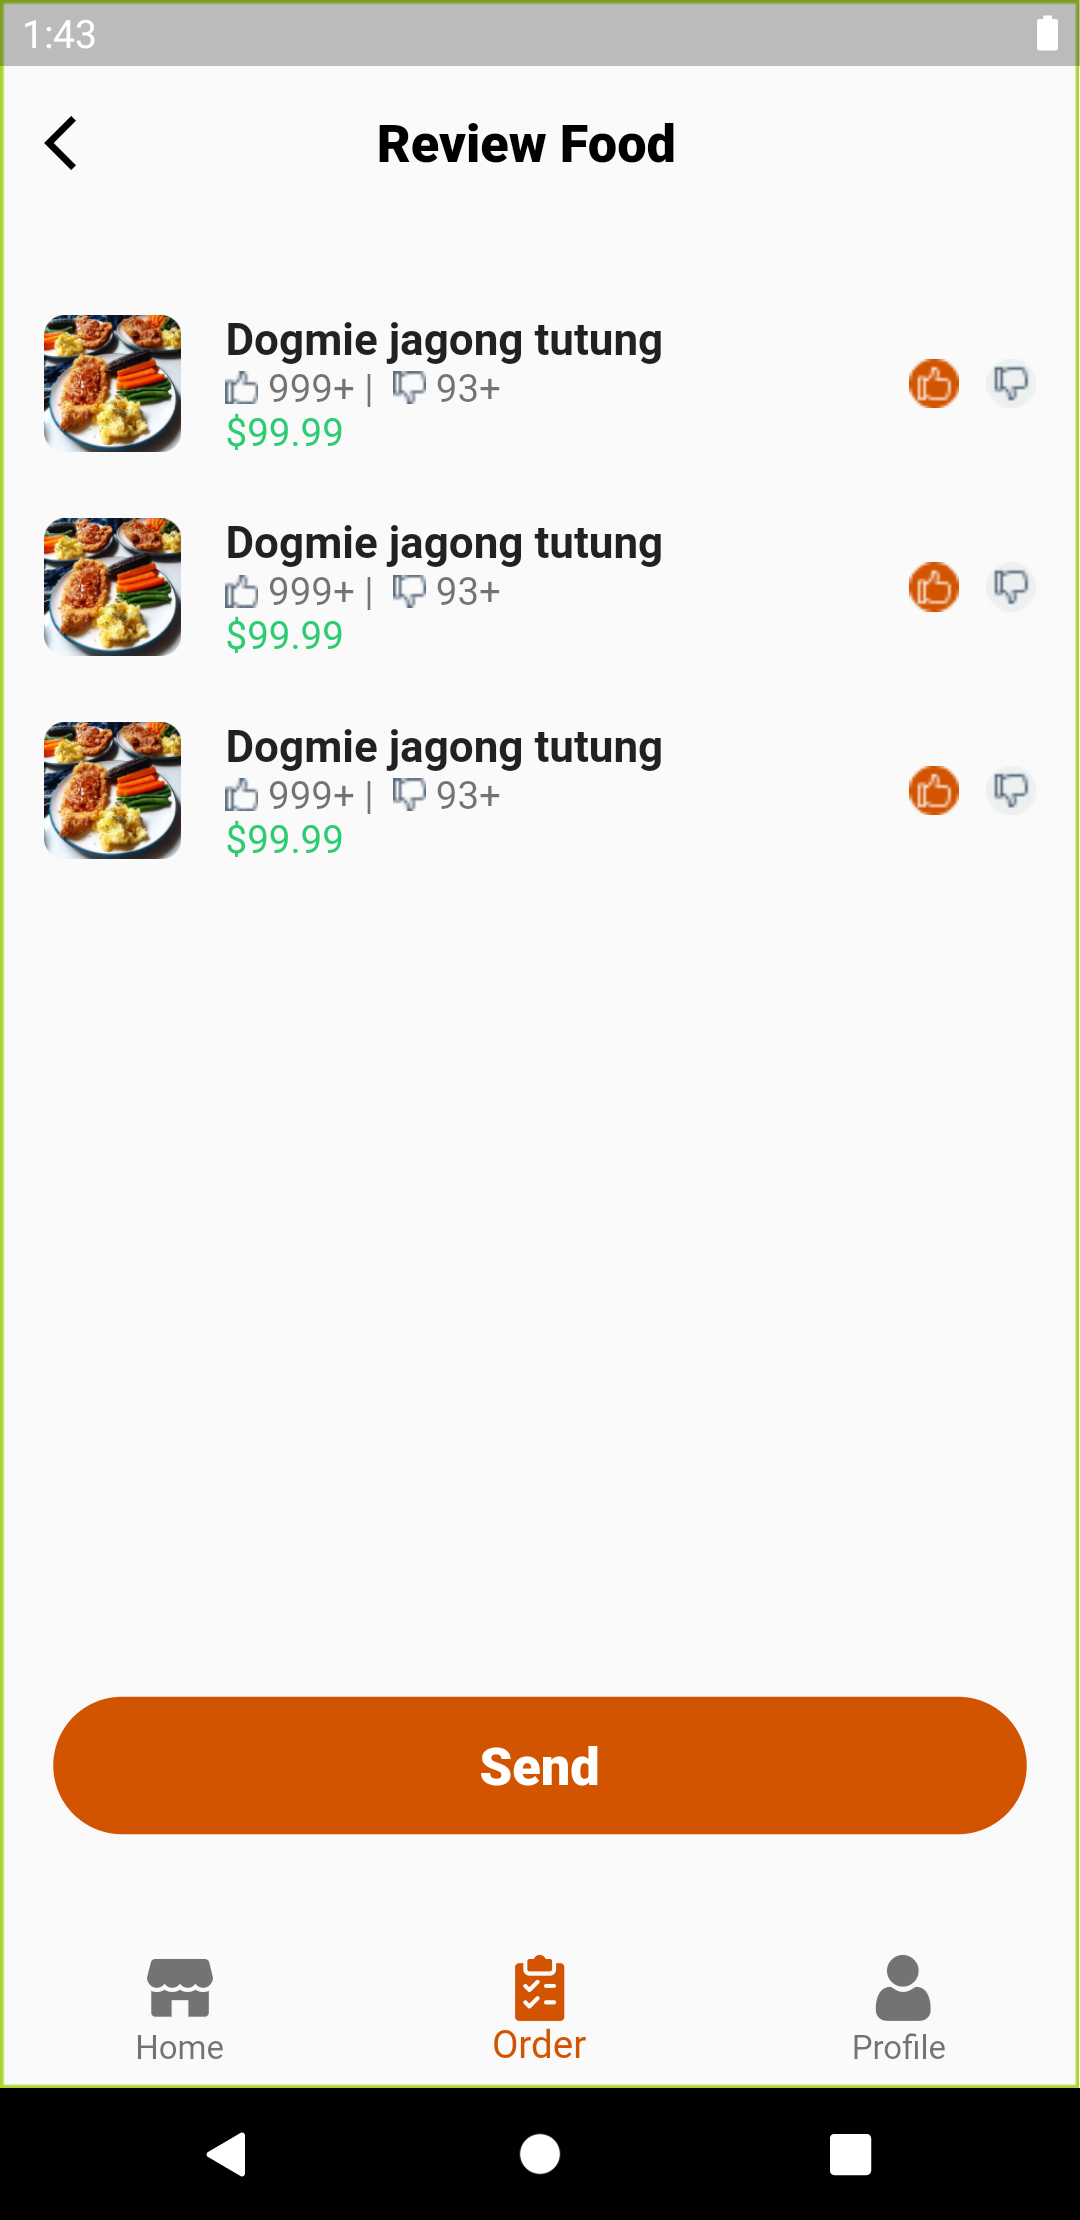 1:43
Review Food
Dogmie jagong tutung
999+ | 93+
$99.99
Dogmie jagong tutung
999+ | 93+
$99.99
Dogmie jagong tutung
999+ | 93+
$99.99
Send
Home Order Profile